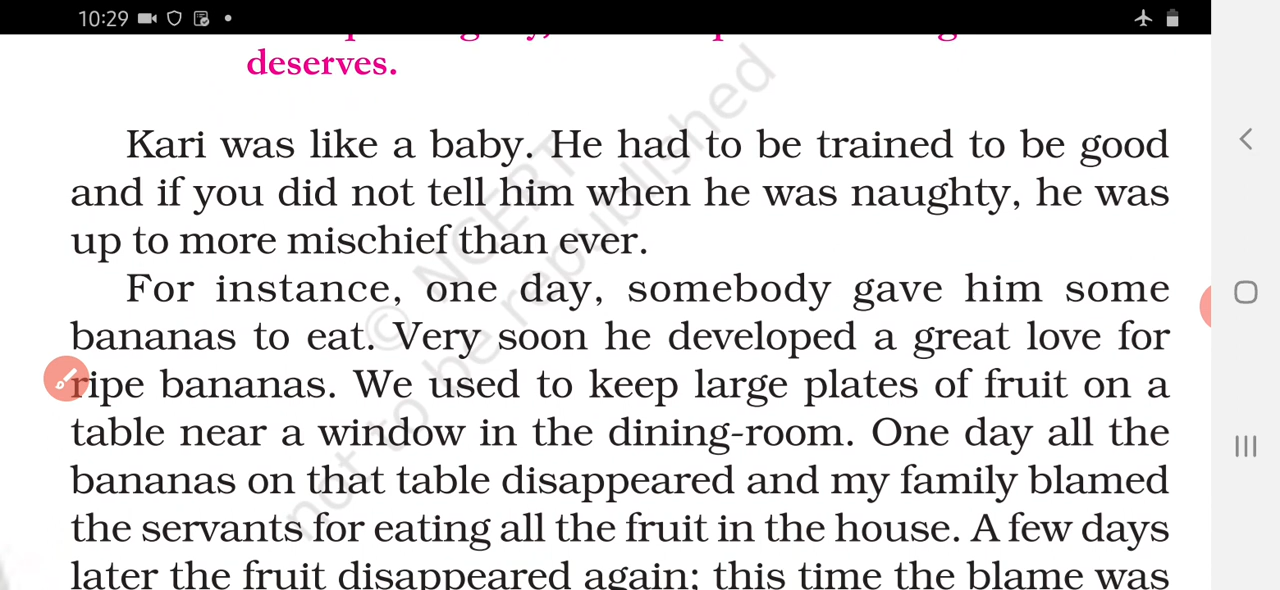 10:29
deserves.
Kari was like a baby. He had to be trained to be good
and if you did not tell him when he was naughty, he was
up to more mischief than ever.
For instance, one day, somebody gave him some
bananas to eat. Very soon he developed a great love for
ripe bananas. We used to keep large plates of fruit on a
table near a window in the dining-room. One day all the
bananas on that table disappeared and my family blamed
the servants for eating all the fruit in the house. A few days
later the fruit disappeared again; this time the blame was
© NCERT
not to be republished